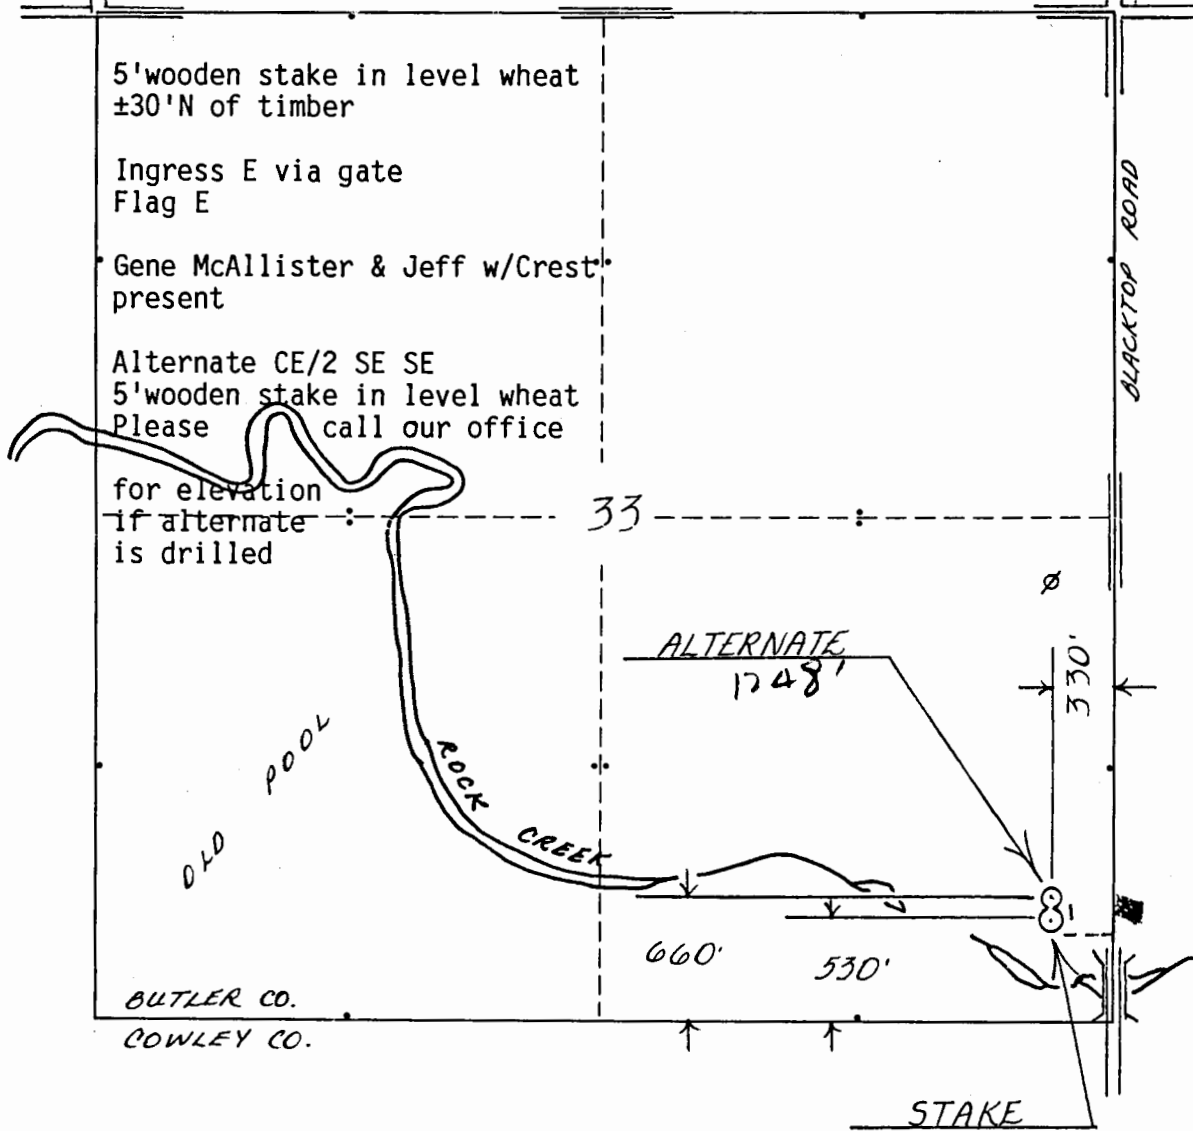 5'wooden stake in level wheat
±30'N of timber
Ingress E via gate
Flag E
Gene McAllister & Jeff w/Crest
present
Alternate CE/2 SE SE
5'wooden stake in level wheat
Please call our office
for elevation
if alternate
is drilled
BLACKTOP ROAD
33
ALTERNATE
1248'
330'
OLD POOL
ROCK CREEK
1
660'
530'
BUTLER CO.
COWLEY CO.
STAKE